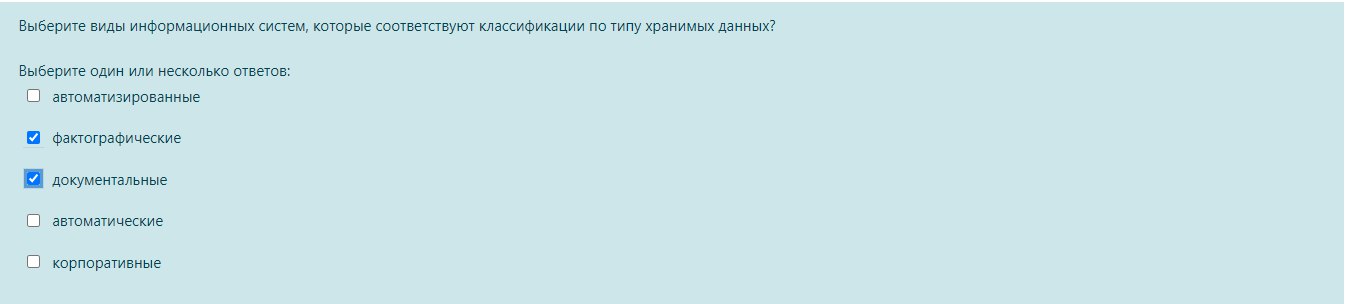 Выберите виды информационных систем, которые соответствуют классификации по типу хранимых данных?
Выберите один или несколько ответов:
автоматизированные
фактографические
документальные
автоматические
корпоративные